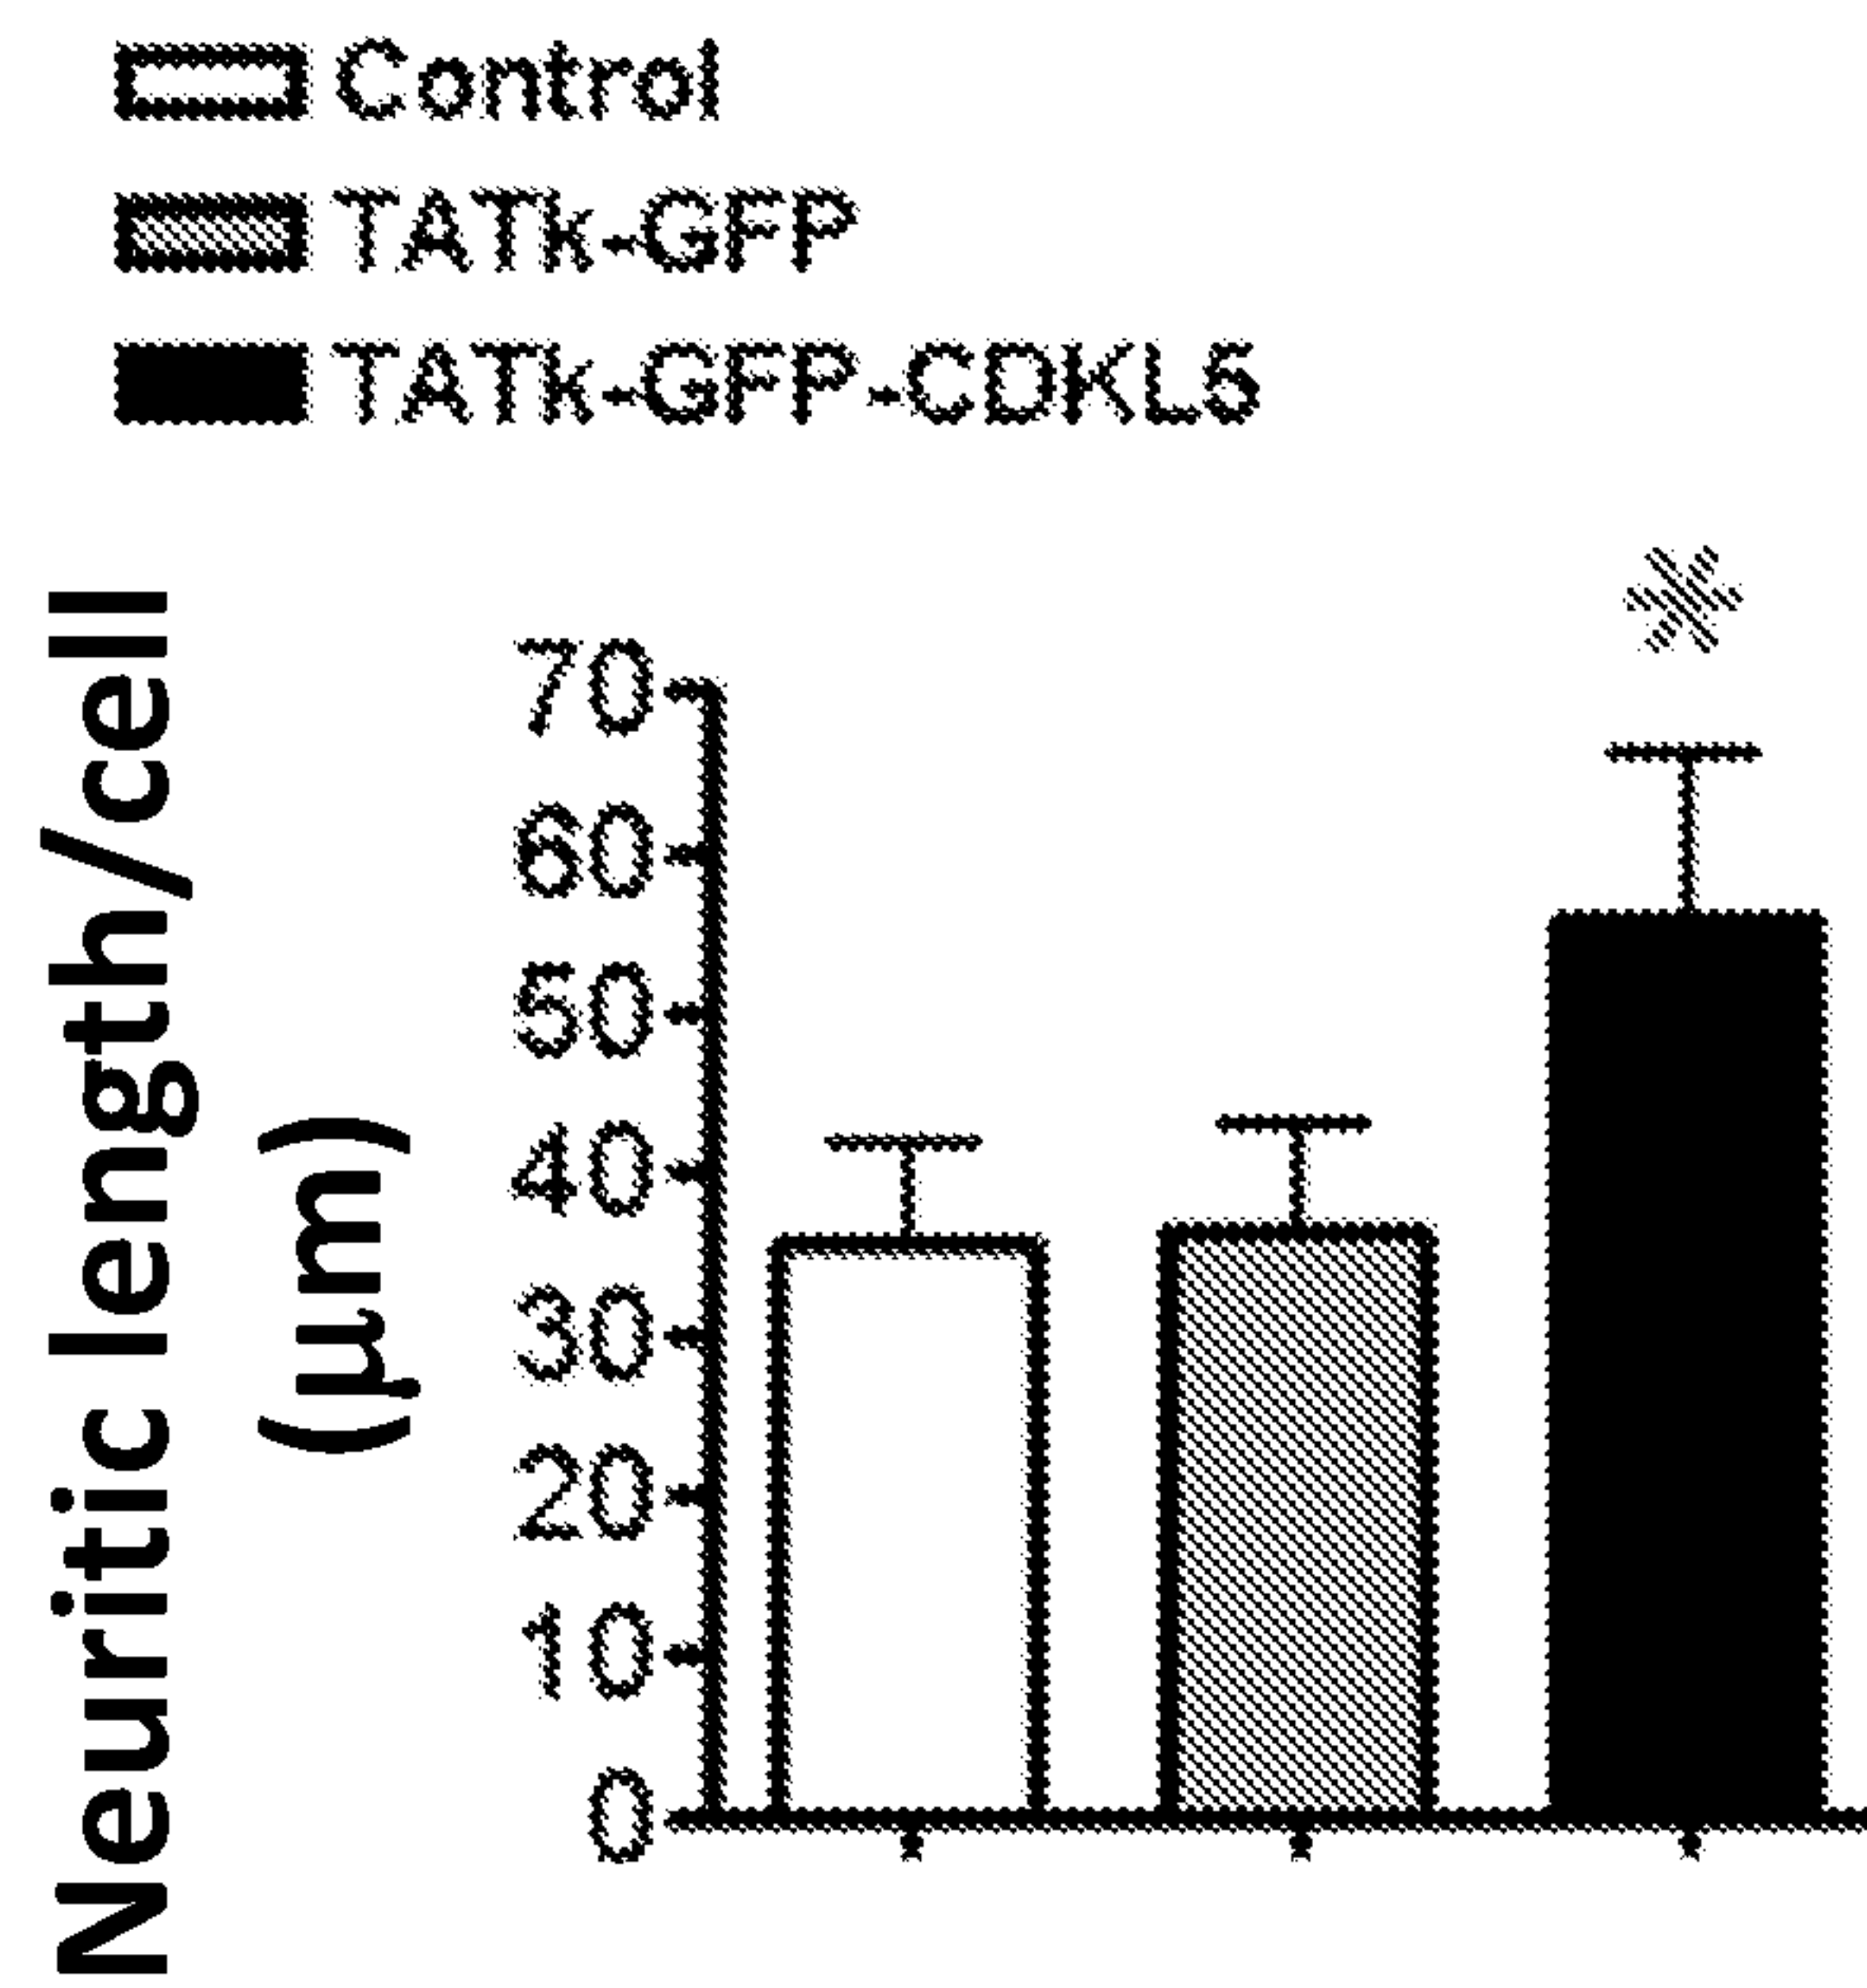 Control
TATk-GFP
TATk-GFP-CDKL5
*
Neuritic length/cell
(µm)
70
60
50
40
30
20
10
0